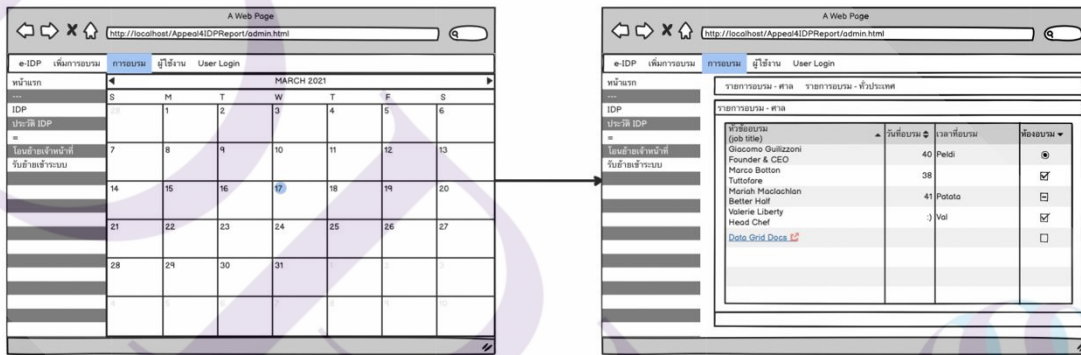 A Web Page
http://localhost/Appeal4IDPReport/admin.html
e-IDP เพิ่มการอบรม การอบรม ผู้ใช้งาน User Login
หน้าแรก
---
IDP
ประวัติ IDP
=
โอนย้ายเจ้าหน้าที่
รับย้ายเข้าระบบ
MARCH 2021
S M T W T F S
1 2 3 4 5 6
7 8 9 10 11 12 13
14 15 16 17 18 19 20
21 22 23 24 25 26 27
28 29 30 31
A Web Page
http://localhost/Appeal4IDPReport/admin.html
e-IDP เพิ่มการอบรม การอบรม ผู้ใช้งาน User Login
หน้าแรก
---
IDP
ประวัติ IDP
=
โอนย้ายเจ้าหน้าที่
รับย้ายเข้าระบบ
รายการอบรม - ศาล รายการอบรม - ทั่วประเทศ
รายการอบรม - ศาล
หัวข้ออบรม
(job title) วันที่อบรม เวลาที่อบรม ห้องอบรม
Giacomo Guilizzoni
Founder & CEO 40 Peldi
Marco Botton
Tuttofare 38
Mariah Maclachlan
Better Half 41 Patata
Valerie Liberty
Head Chef :) Val
Data Grid Docs